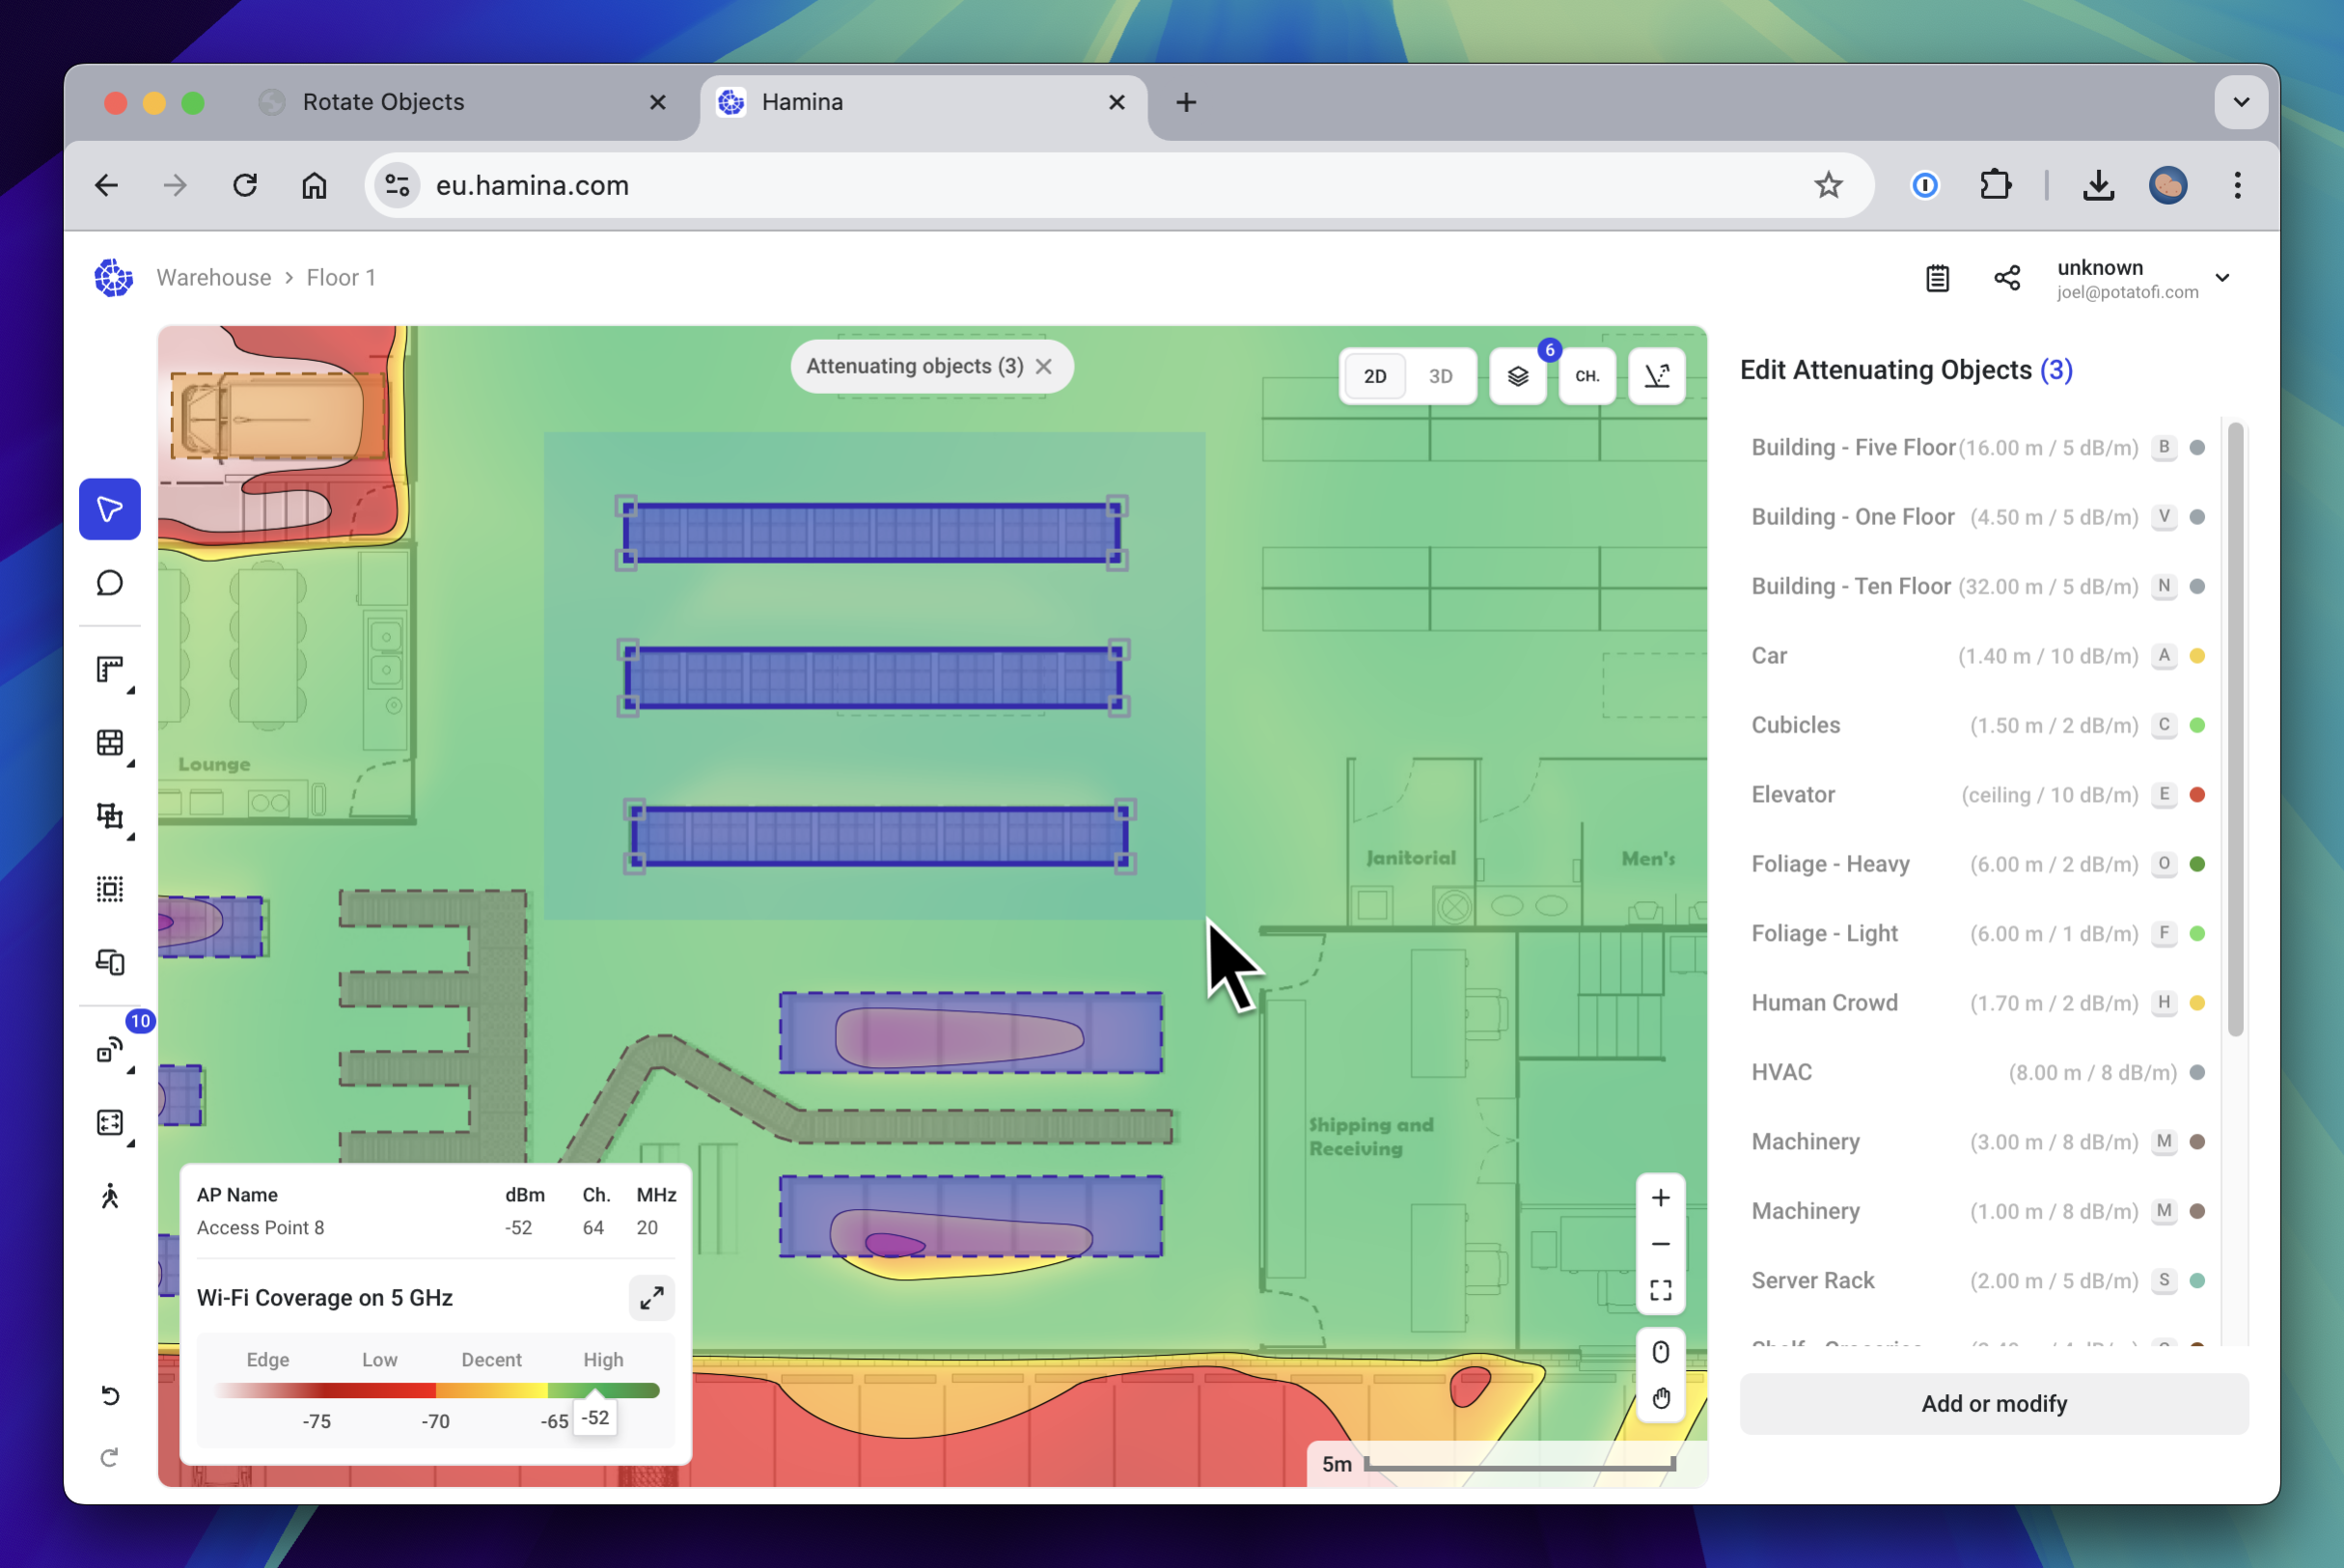 Rotate Objects
Hamina
eu.hamina.com
Warehouse > Floor 1
unknown
joel@potatofi.com
Attenuating objects (3)
2D 3D
6
CH.
Lounge
Janitorial
Men's
Shipping and
Receiving
10
AP Name dBm Ch. MHz
Access Point 8 -52 64 20
Wi-Fi Coverage on 5 GHz
Edge Low Decent High
-75 -70 -65 -52
5m
Edit Attenuating Objects (3)
Building - Five Floor (16.00 m / 5 dB/m) B
Building - One Floor (4.50 m / 5 dB/m) V
Building - Ten Floor (32.00 m / 5 dB/m) N
Car (1.40 m / 10 dB/m) A
Cubicles (1.50 m / 2 dB/m) C
Elevator (ceiling / 10 dB/m) E
Foliage - Heavy (6.00 m / 2 dB/m) O
Foliage - Light (6.00 m / 1 dB/m) F
Human Crowd (1.70 m / 2 dB/m) H
HVAC (8.00 m / 8 dB/m)
Machinery (3.00 m / 8 dB/m) M
Machinery (1.00 m / 8 dB/m) M
Server Rack (2.00 m / 5 dB/m) S
Add or modify